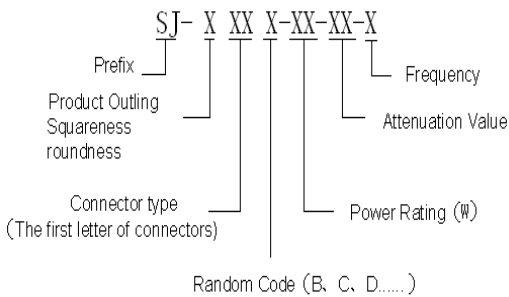 SJ- X XX X-XX-XX-X
Prefix
Frequency
Product Outling
Squareness
roundness
Attenuation Value
Connector type
(The first letter of connectors)
Power Rating (W)
Random Code (B、C、D......)